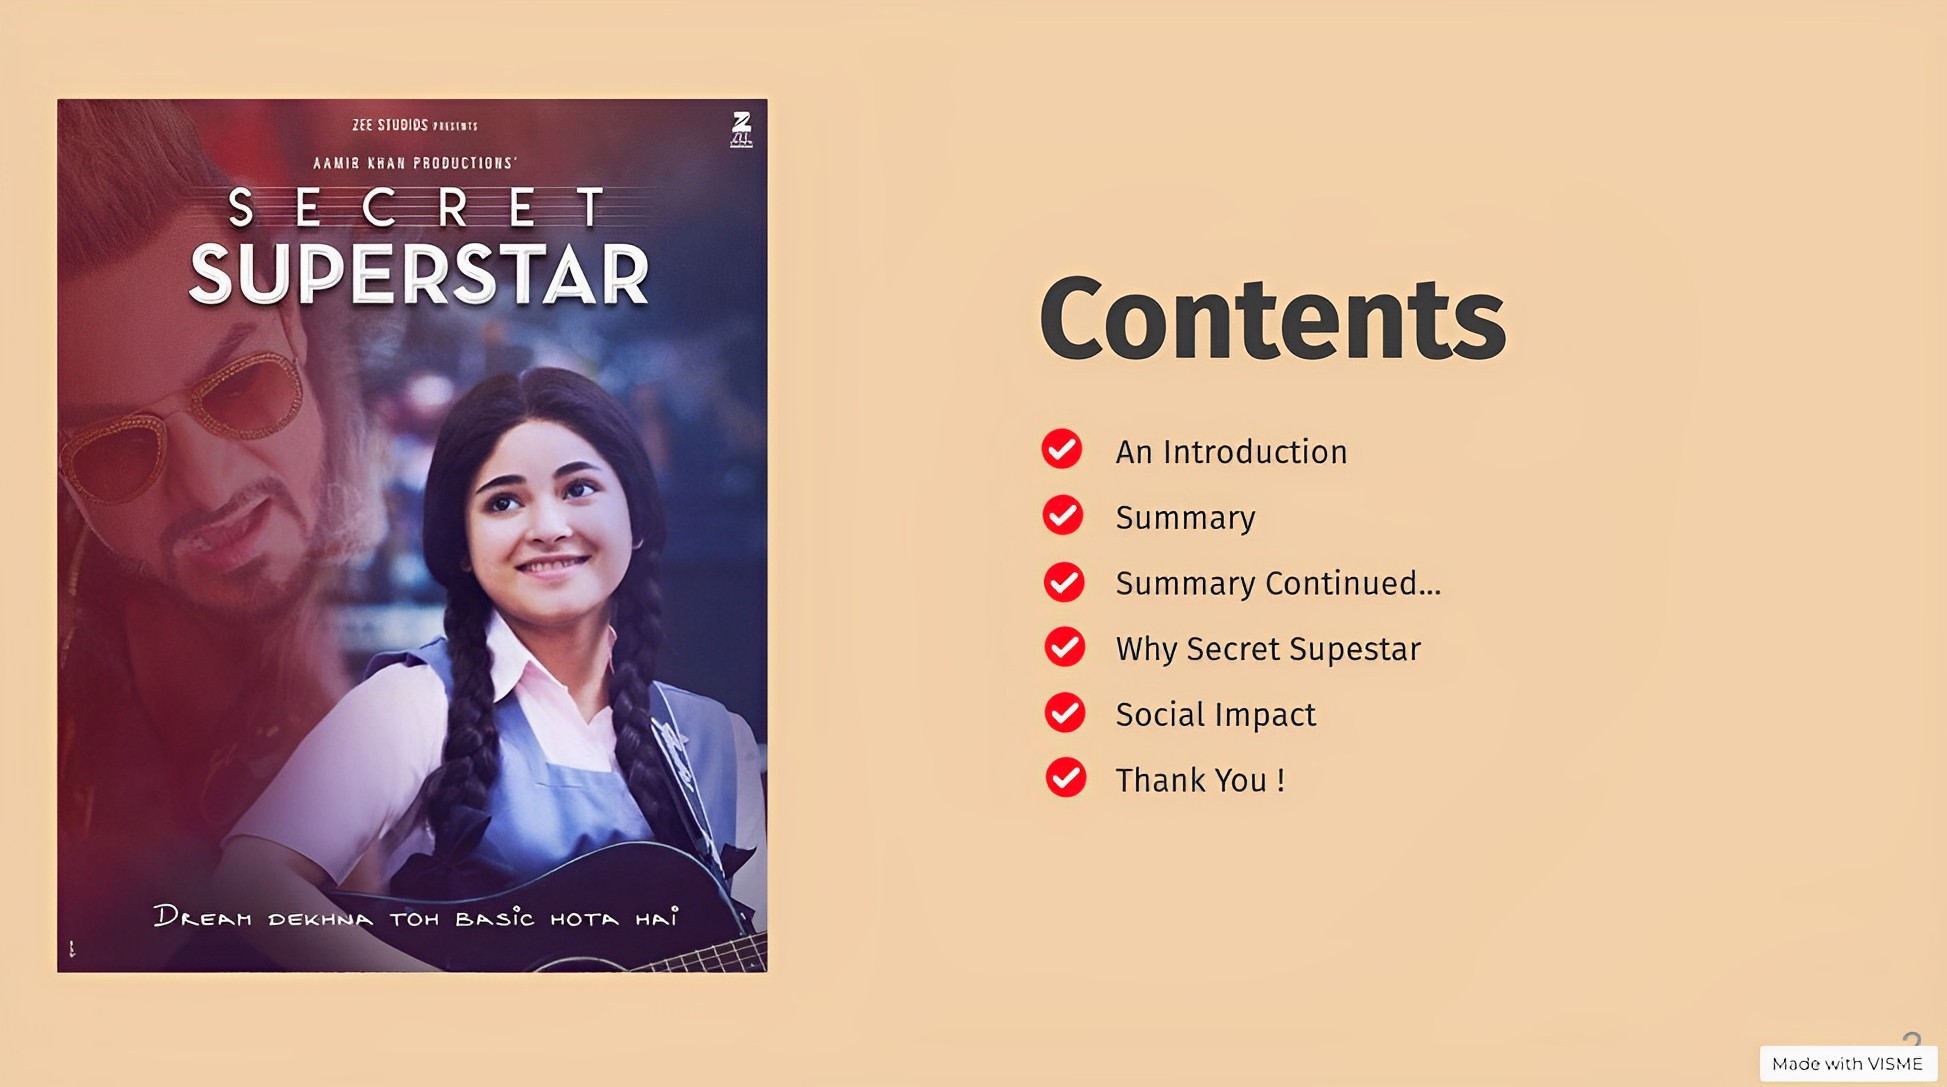 ZEE STUDIOS PRESENTS
AAMIR KHAN PRODUCTIONS'
SECRET
SUPERSTAR
DREAM DEKHNA TOH BASIC HOTA HAI
Contents
An Introduction
Summary
Summary Continued...
Why Secret Supestar
Social Impact
Thank You !
2
Made with VISME